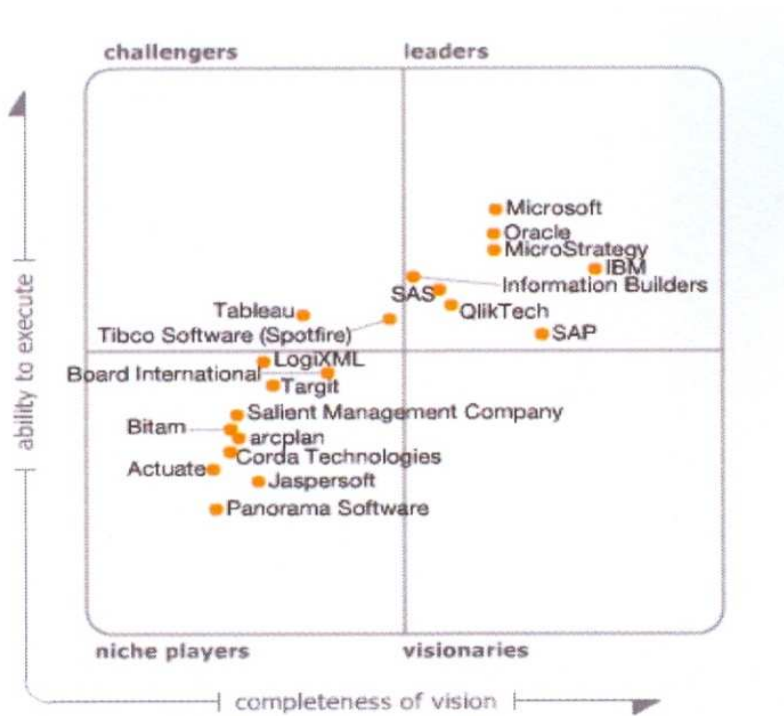 challengers
leaders
Microsoft
Oracle
MicroStrategy
IBM
Information Builders
SAS
QlikTech
Tableau
Tibco Software (Spotfire)
SAP
LogiXML
Board International
Targit
Salient Management Company
Bitam
arcplan
Corda Technologies
Actuate
Jaspersoft
Panorama Software
niche players
visionaries
ability to execute
completeness of vision